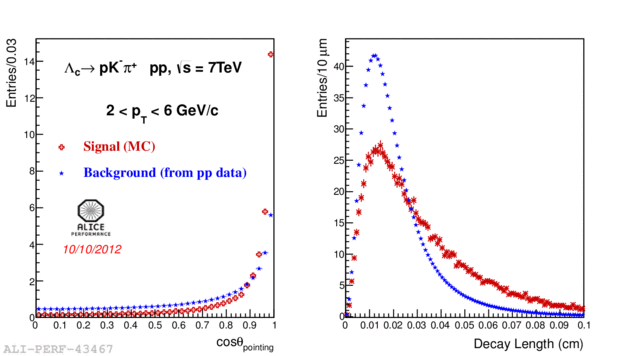 Entries/0.03
14
12
10
8
6
4
2
0
0 0.1 0.2 0.3 0.4 0.5 0.6 0.7 0.8 0.9 1
cosθpointing
Λc→ pK-π+ pp, √s = 7TeV
2 < pT < 6 GeV/c
Signal (MC)
Background (from pp data)
ALICE
PERFORMANCE
10/10/2012
Entries/10 μm
40
35
30
25
20
15
10
5
0
0 0.01 0.02 0.03 0.04 0.05 0.06 0.07 0.08 0.09 0.1
Decay Length (cm)
ALI-PERF-43467